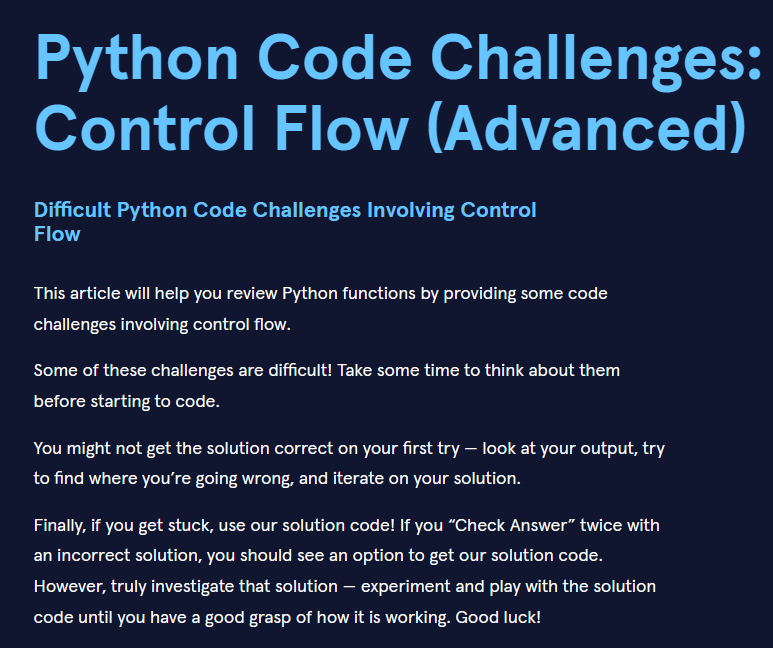 Python Code Challenges:
Control Flow (Advanced)
Difficult Python Code Challenges Involving Control
Flow
This article will help you review Python functions by providing some code
challenges involving control flow.
Some of these challenges are difficult! Take some time to think about them
before starting to code.
You might not get the solution correct on your first try — look at your output, try
to find where you’re going wrong, and iterate on your solution.
Finally, if you get stuck, use our solution code! If you “Check Answer” twice with
an incorrect solution, you should see an option to get our solution code.
However, truly investigate that solution — experiment and play with the solution
code until you have a good grasp of how it is working. Good luck!